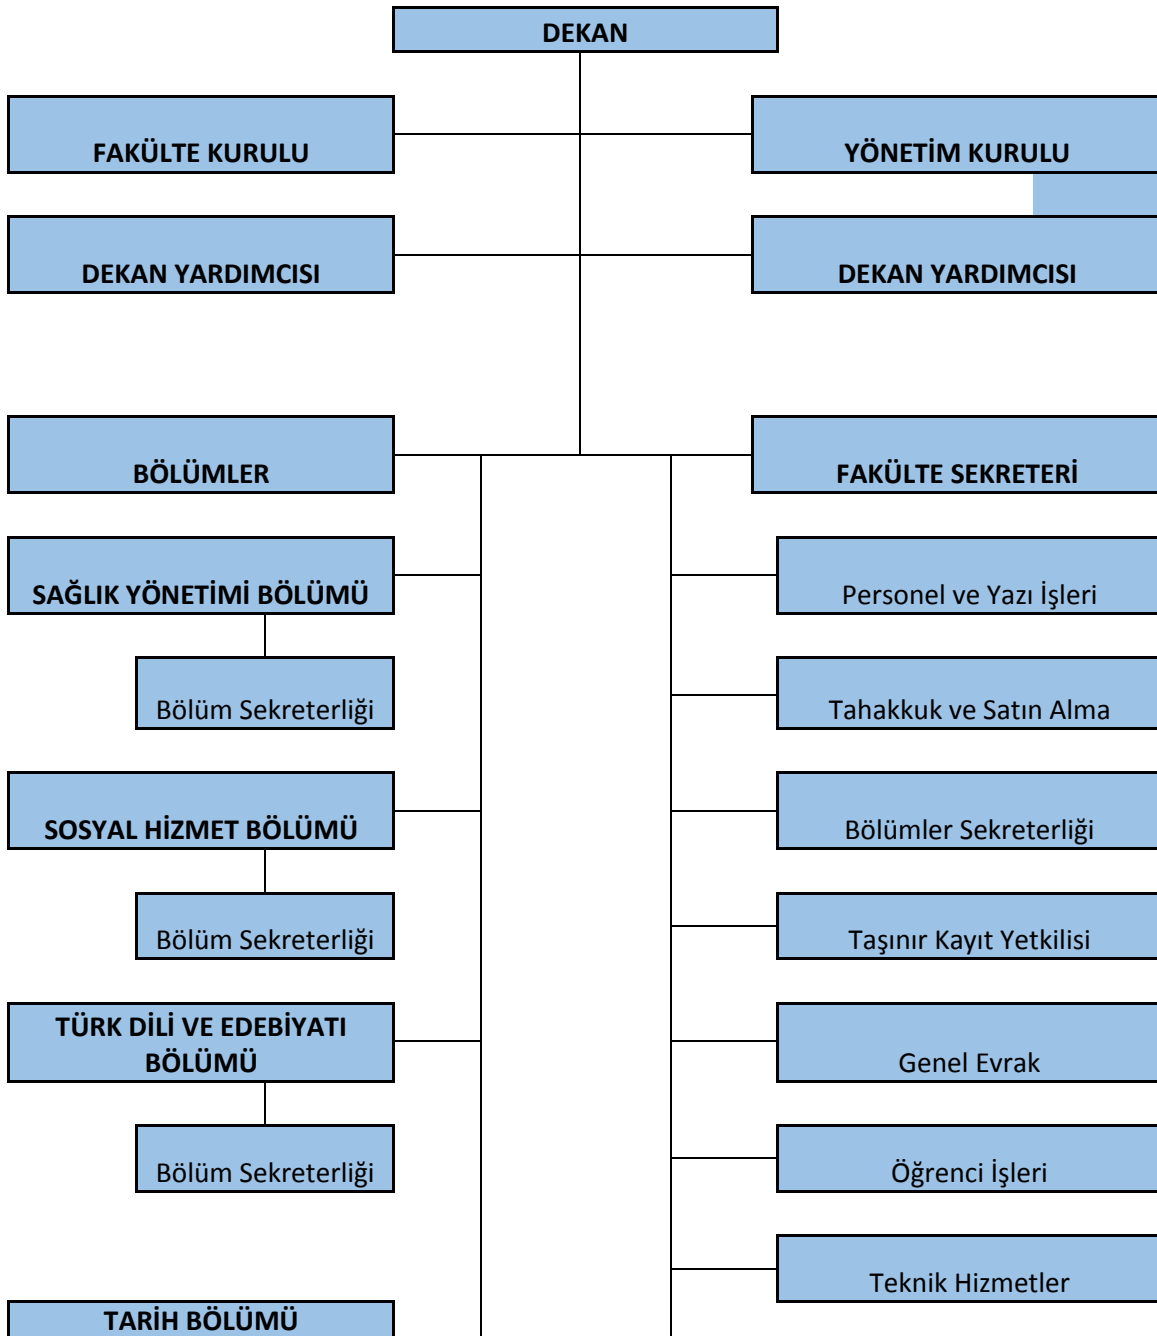 DEKAN
FAKÜLTE KURULU
YÖNETİM KURULU
DEKAN YARDIMCISI
DEKAN YARDIMCISI
BÖLÜMLER
FAKÜLTE SEKRETERİ
SAĞLIK YÖNETİMİ BÖLÜMÜ
Personel ve Yazı İşleri
Bölüm Sekreterliği
Tahakkuk ve Satın Alma
SOSYAL HİZMET BÖLÜMÜ
Bölümler Sekreterliği
Bölüm Sekreterliği
Taşınır Kayıt Yetkilisi
TÜRK DİLİ VE EDEBİYATI
BÖLÜMÜ
Genel Evrak
Bölüm Sekreterliği
Öğrenci İşleri
Teknik Hizmetler
TARİH BÖLÜMÜ